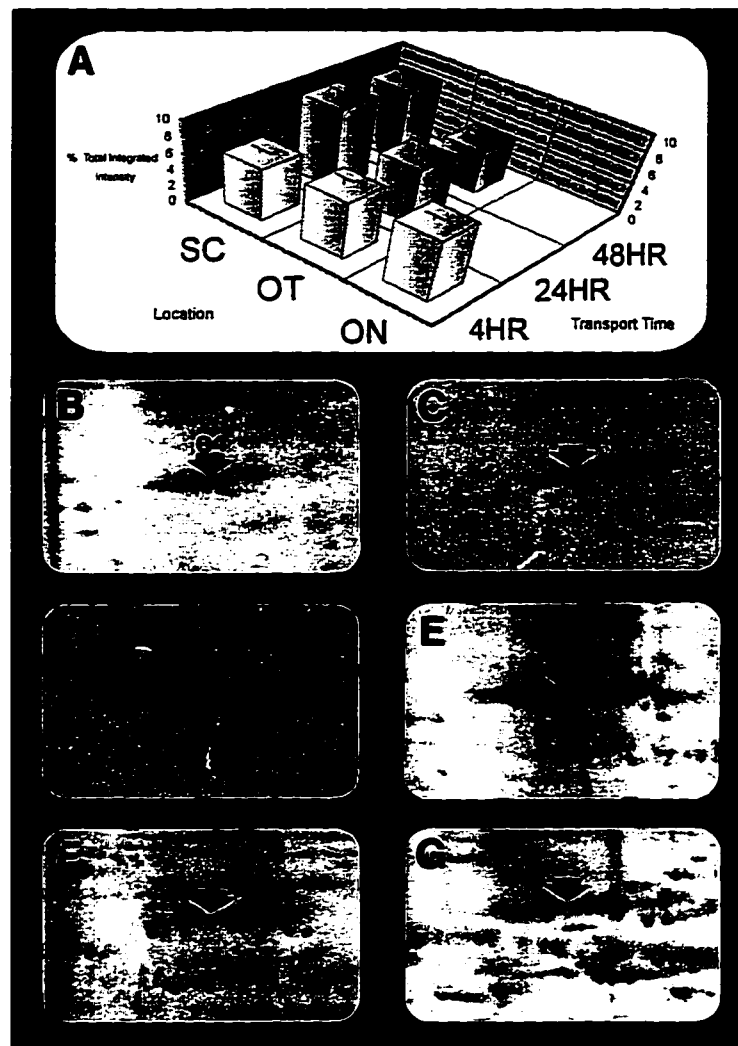 A
10
8
6
4
2
0
% Total Integrated
Intensity
10
8
6
4
2
0
SC
OT
ON
48HR
24HR
4HR
Location
Transport Time
B
C
E
G